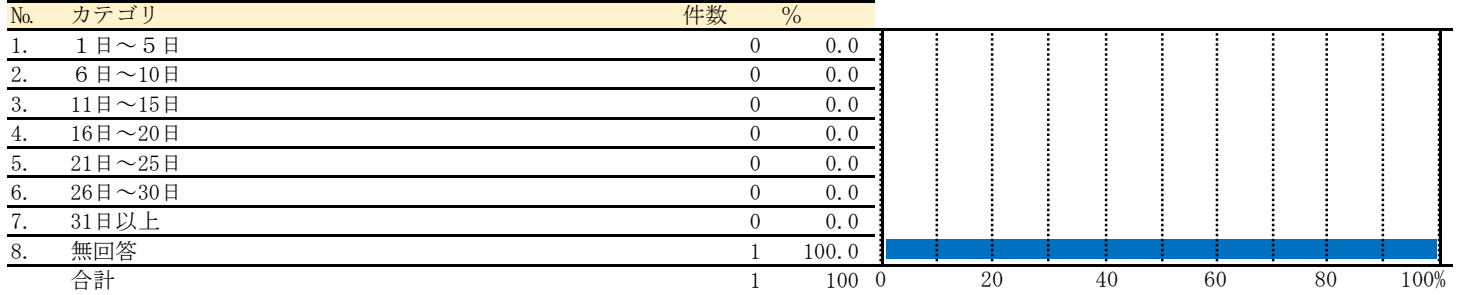 № カテゴリ 件数 %
1. 1日～5日 0 0.0
2. 6日～10日 0 0.0
3. 11日～15日 0 0.0
4. 16日～20日 0 0.0
5. 21日～25日 0 0.0
6. 26日～30日 0 0.0
7. 31日以上 0 0.0
8. 無回答 1 100.0
合計 1 100 0 20 40 60 80 100%